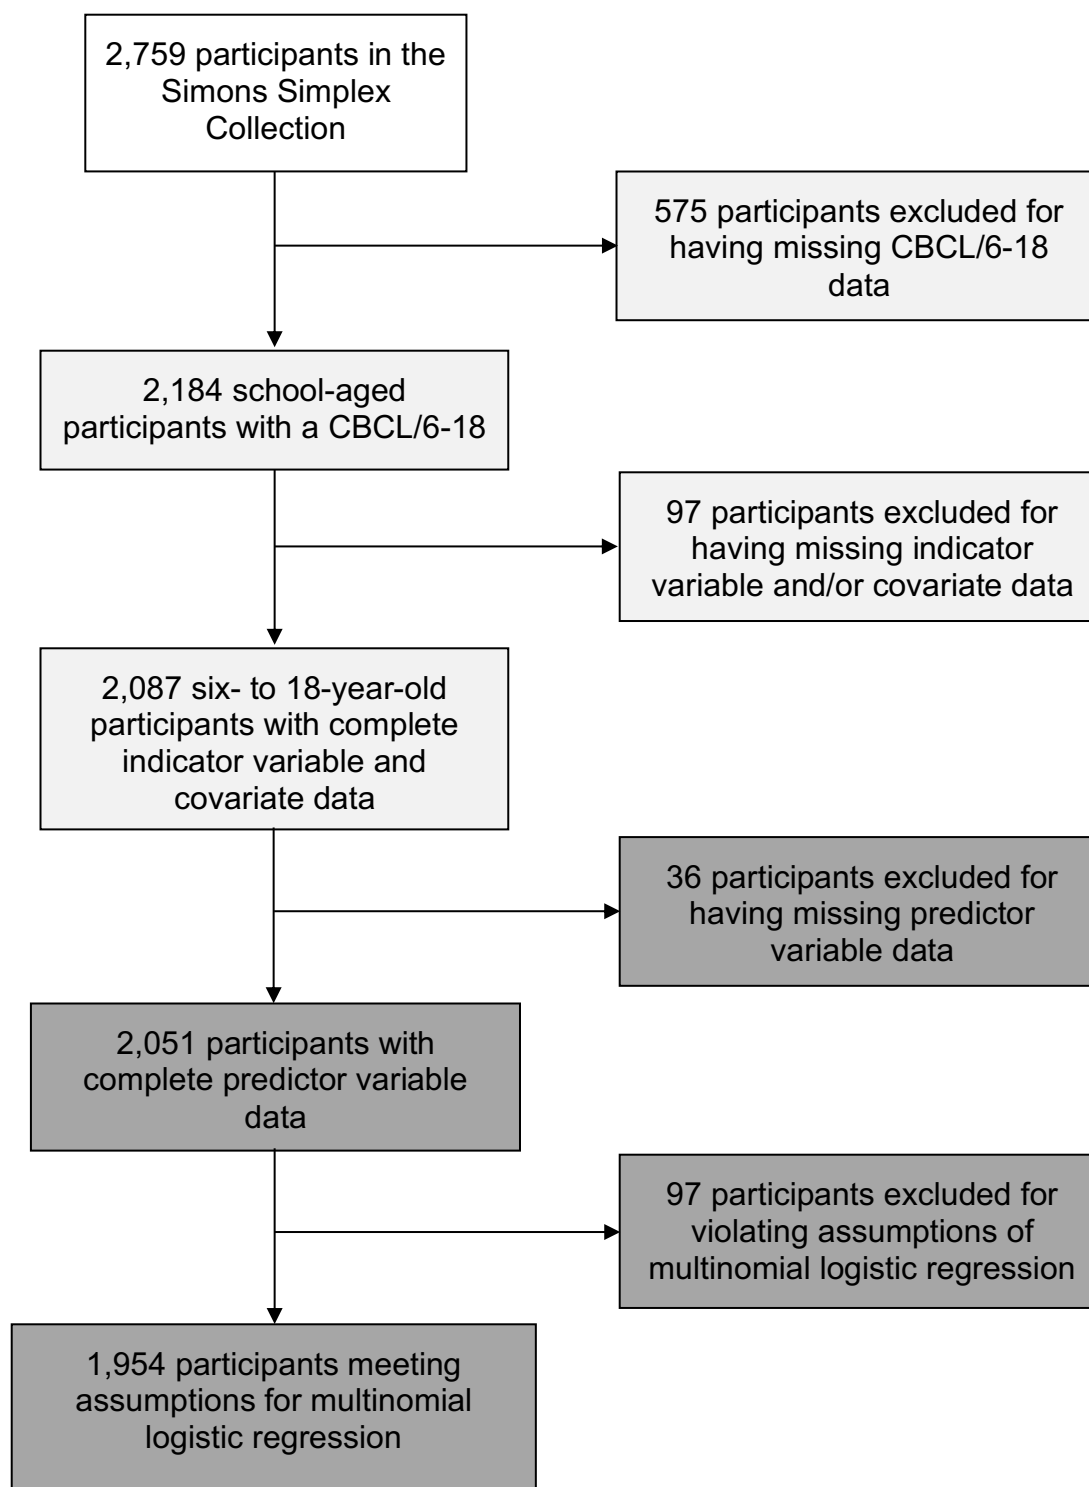 2,759 participants in the
Simons Simplex
Collection
575 participants excluded for
having missing CBCL/6-18
data
2,184 school-aged
participants with a CBCL/6-18
97 participants excluded for
having missing indicator
variable and/or covariate data
2,087 six- to 18-year-old
participants with complete
indicator variable and
covariate data
36 participants excluded for
having missing predictor
variable data
2,051 participants with
complete predictor variable
data
97 participants excluded for
violating assumptions of
multinomial logistic regression
1,954 participants meeting
assumptions for multinomial
logistic regression